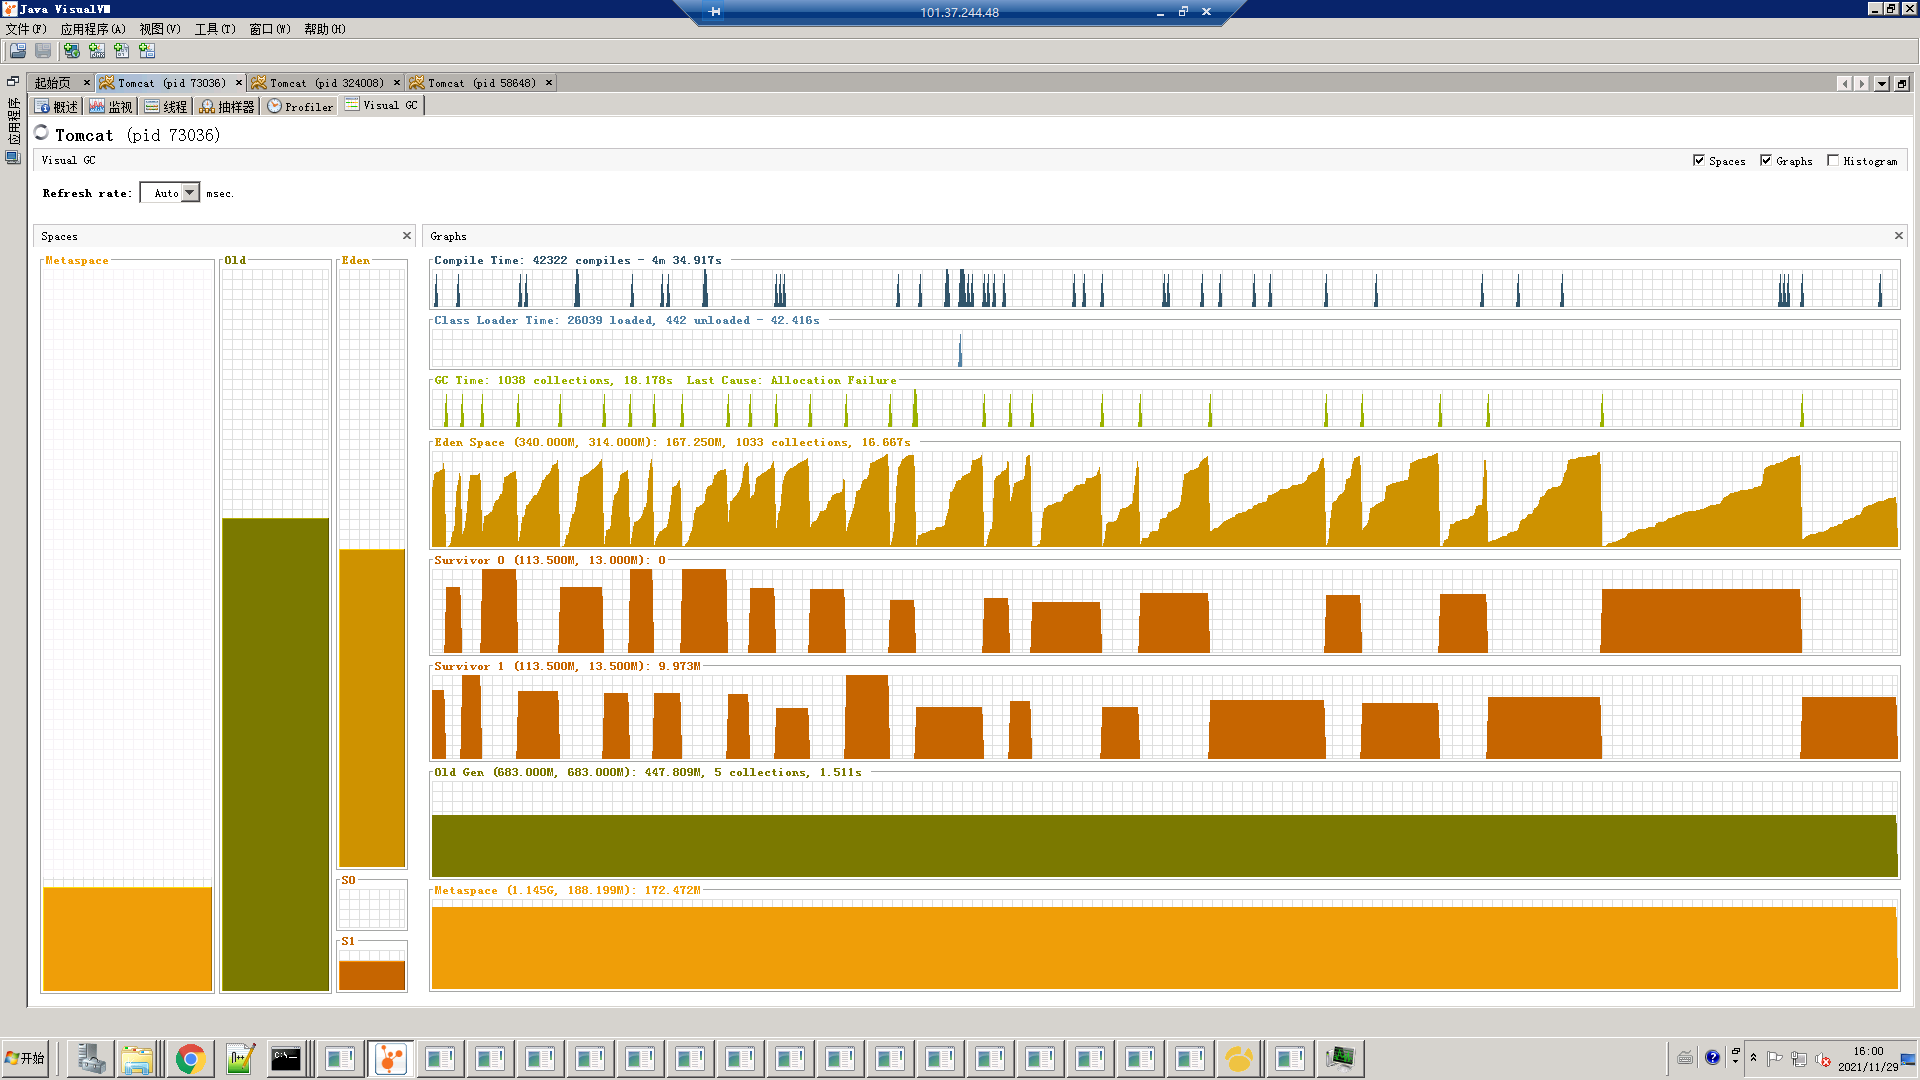 Java VisualVM
101.37.244.48
文件(F) 应用程序(A) 视图(V) 工具(T) 窗口(W) 帮助(H)
应用程序
起始页 Tomcat (pid 73036) Tomcat (pid 324008) Tomcat (pid 58648)
概述 监视 线程 抽样器 Profiler Visual GC
Tomcat (pid 73036)
Visual GC
Spaces Graphs Histogram
Refresh rate: Auto msec.
Spaces
Metaspace
Old
Eden
S0
S1
Graphs
Compile Time: 42322 compiles - 4m 34.917s
Class Loader Time: 26039 loaded, 442 unloaded - 42.416s
GC Time: 1038 collections, 18.178s Last Cause: Allocation Failure
Eden Space (340.000M, 314.000M): 167.250M, 1033 collections, 16.667s
Survivor 0 (113.500M, 13.000M): 0
Survivor 1 (113.500M, 13.500M): 9.973M
Old Gen (683.000M, 683.000M): 447.809M, 5 collections, 1.511s
Metaspace (1.145G, 188.199M): 172.472M
开始
16:00
2021/11/29